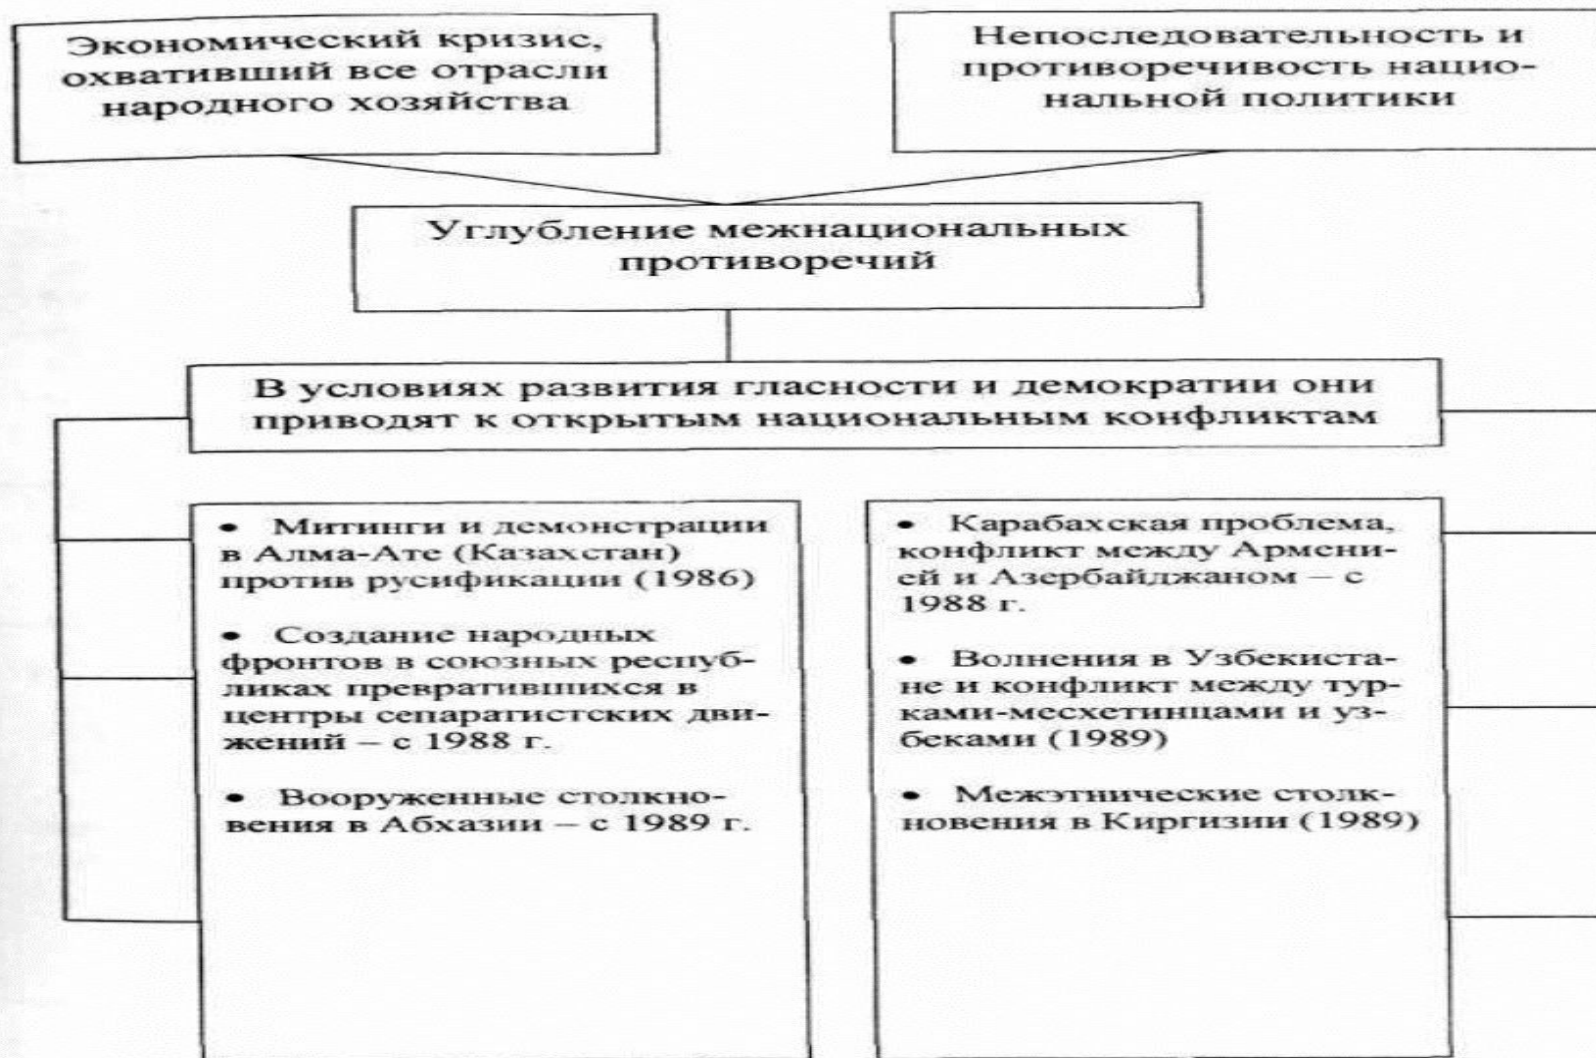 Экономический кризис,
охвативший все отрасли
народного хозяйства
Непоследовательность и
противоречивость нацио-
нальной политики
Углубление межнациональных
противоречий
В условиях развития гласности и демократии они
приводят к открытым национальным конфликтам
• Митинги и демонстрации
в Алма-Ате (Казахстан)
против русификации (1986)
• Создание народных
фронтов в союзных респуб-
ликах превратившихся в
центры сепаратистских дви-
жений – с 1988 г.
• Вооруженные столкно-
вения в Абхазии – с 1989 г.
• Карабахская проблема,
конфликт между Армени-
ей и Азербайджаном – с
1988 г.
• Волнения в Узбекиста-
не и конфликт между тур-
ками-месхетинцами и уз-
беками (1989)
• Межэтнические столк-
новения в Киргизии (1989)